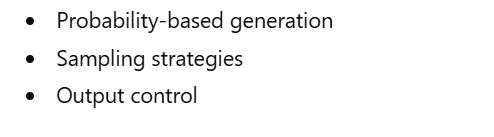 • Probability-based generation
• Sampling strategies
• Output control